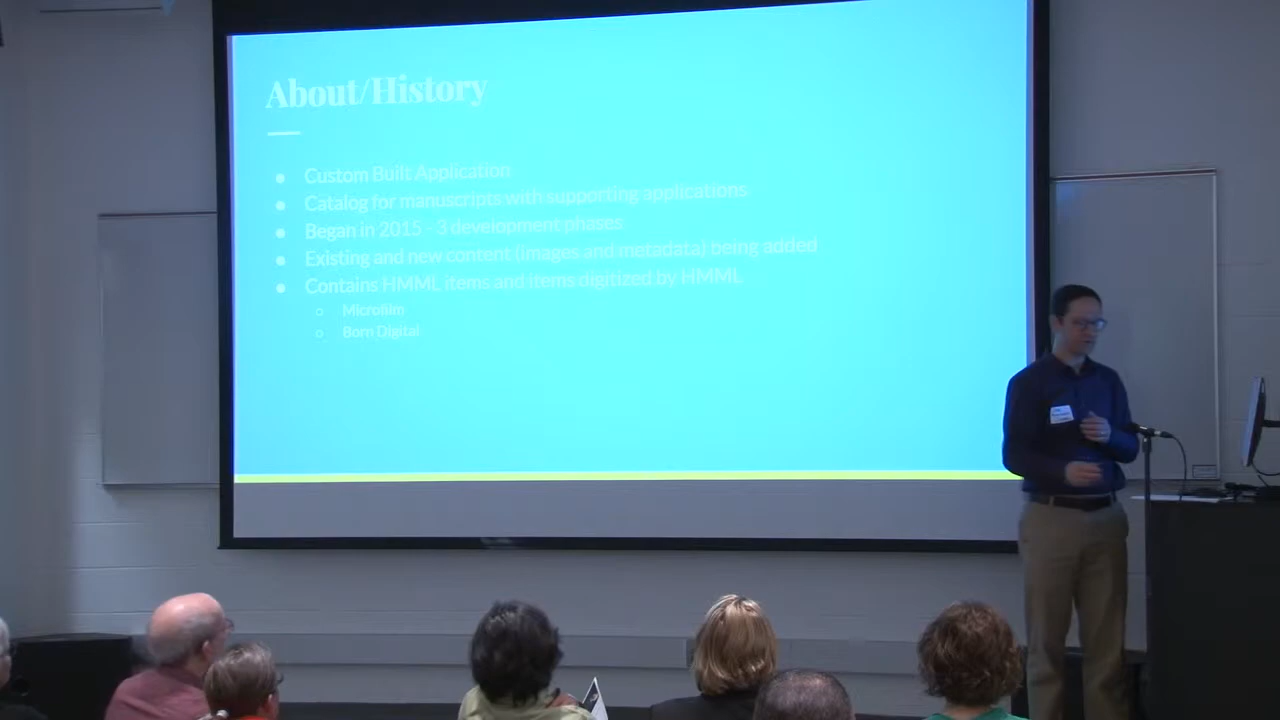 About/History
Custom Built Application
Catalog for manuscripts with supporting applications
Began in 2015 - 3 development phases
Existing and new content (images and metadata) being added
Contains HMML items and items digitized by HMML
Microfilm
Born Digital